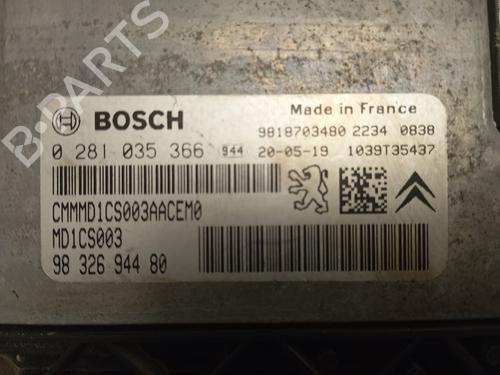 BOSCH
Made in France
9818703480 2234 0838
0 281 035 366 944 20-05-19 1039T35437
CMMMD1CS003AACEM0
MD1CS003
98 326 944 80
B-PARTS